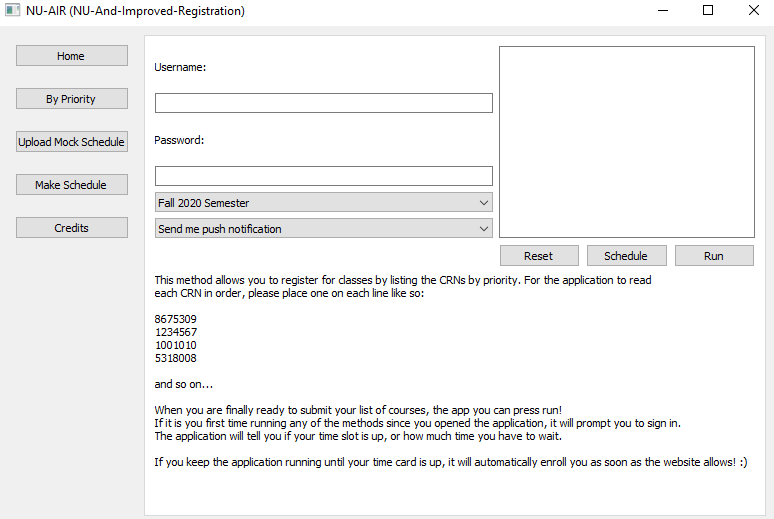 NU-AIR (NU-And-Improved-Registration)
Home
By Priority
Upload Mock Schedule
Make Schedule
Credits
Username:
Password:
Fall 2020 Semester
Send me push notification
Reset
Schedule
Run
This method allows you to register for classes by listing the CRNs by priority. For the application to read
each CRN in order, please place one on each line like so:
8675309
1234567
1001010
5318008
and so on...
When you are finally ready to submit your list of courses, the app you can press run!
If it is you first time running any of the methods since you opened the application, it will prompt you to sign in.
The application will tell you if your time slot is up, or how much time you have to wait.
If you keep the application running until your time card is up, it will automatically enroll you as soon as the website allows! :)